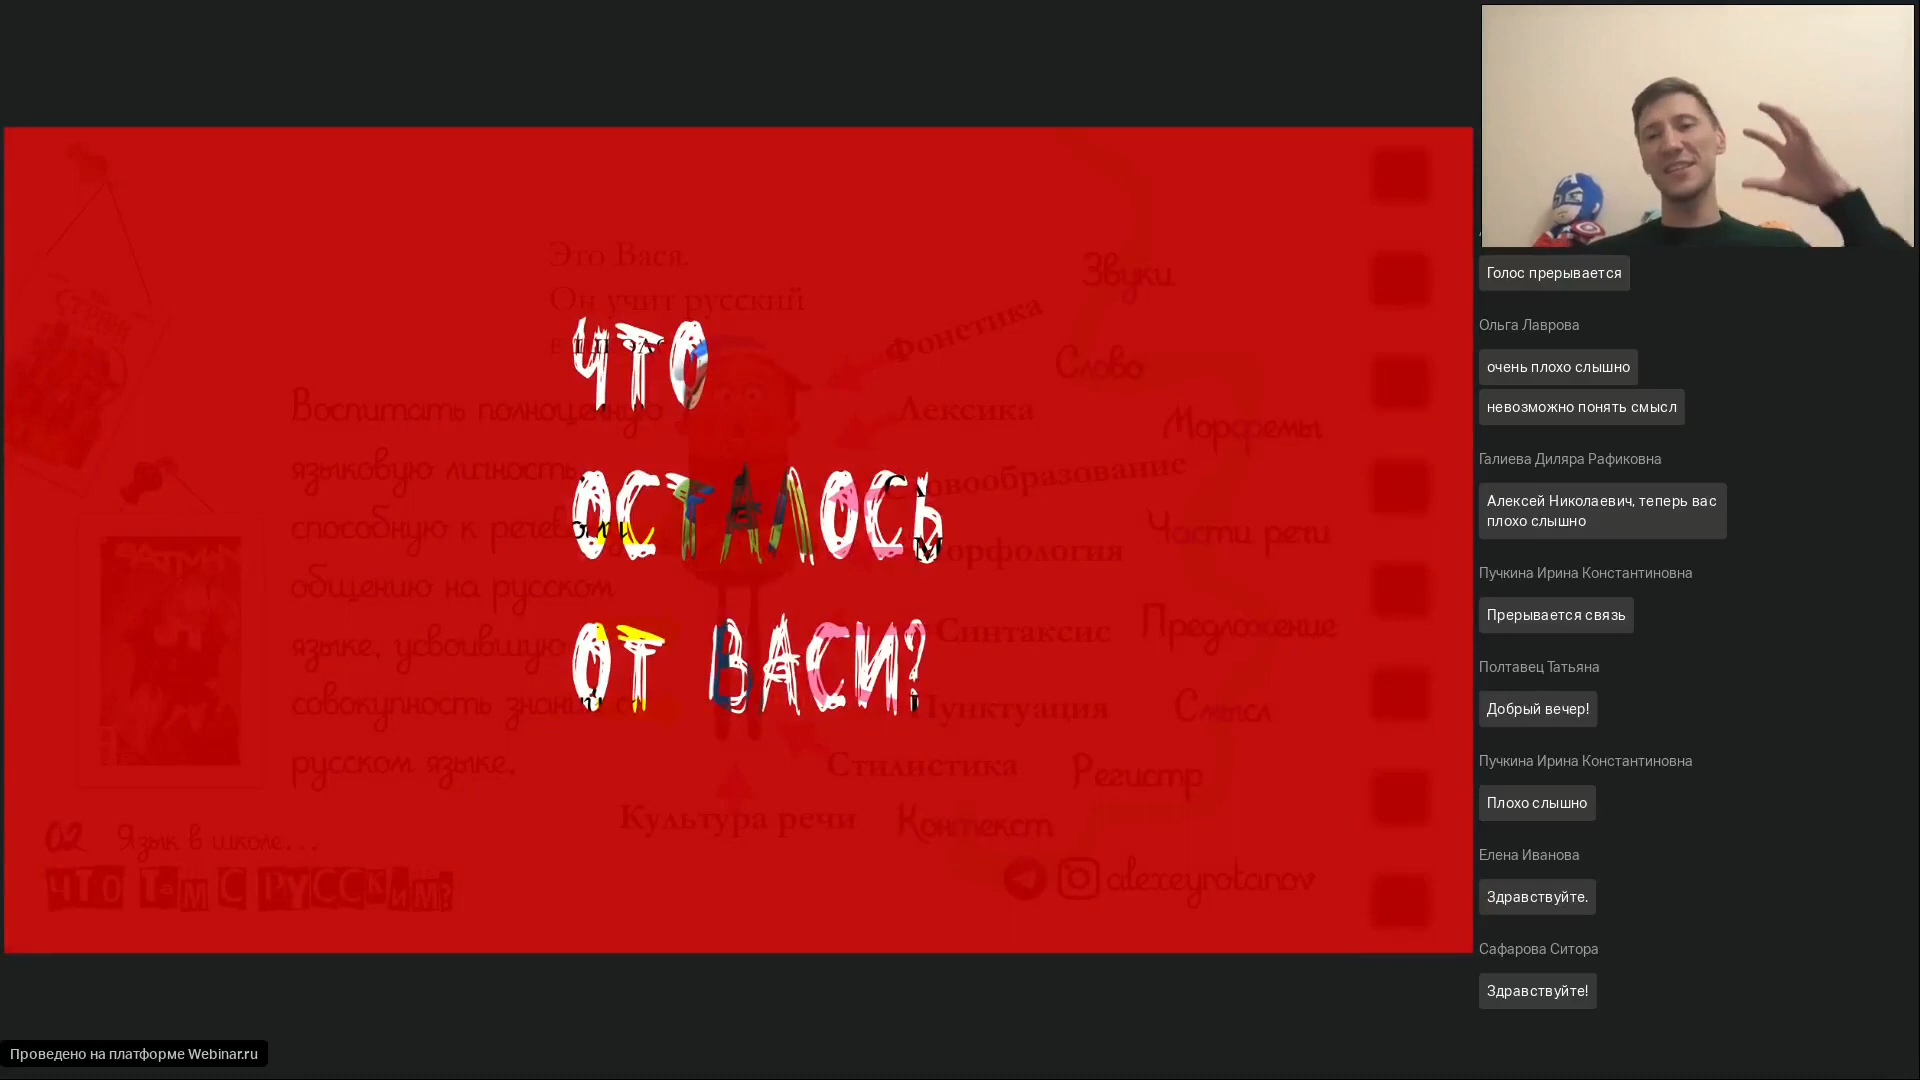 Это Вася.
Он учит русский
ЧТО
ОСТАЛОСЬ
ОТ ВАСИ?
Воспитать полноценную
языковую личность,
способную к речево
общению на русском
языке, усвоившую
совокупность знаний о
русском языке,
Фонетика
Лексика
Словообразование
Морфология
Синтаксис
Пунктуация
Стилистика
Культура речи
Звуки
Слово
Морфемы
Части речи
Предложение
Смысл
Регистр
Контекст
02 Язык в школе...
ЧТО ТАМ С РУССКИМ?
alexeyrotanov
Голос прерывается
Ольга Лаврова
очень плохо слышно
невозможно понять смысл
Галиева Диляра Рафиковна
Алексей Николаевич, теперь вас
плохо слышно
Пучкина Ирина Константиновна
Прерывается связь
Полтавец Татьяна
Добрый вечер!
Пучкина Ирина Константиновна
Плохо слышно
Елена Иванова
Здравствуйте.
Сафарова Ситора
Здравствуйте!
Проведено на платформе Webinar.ru